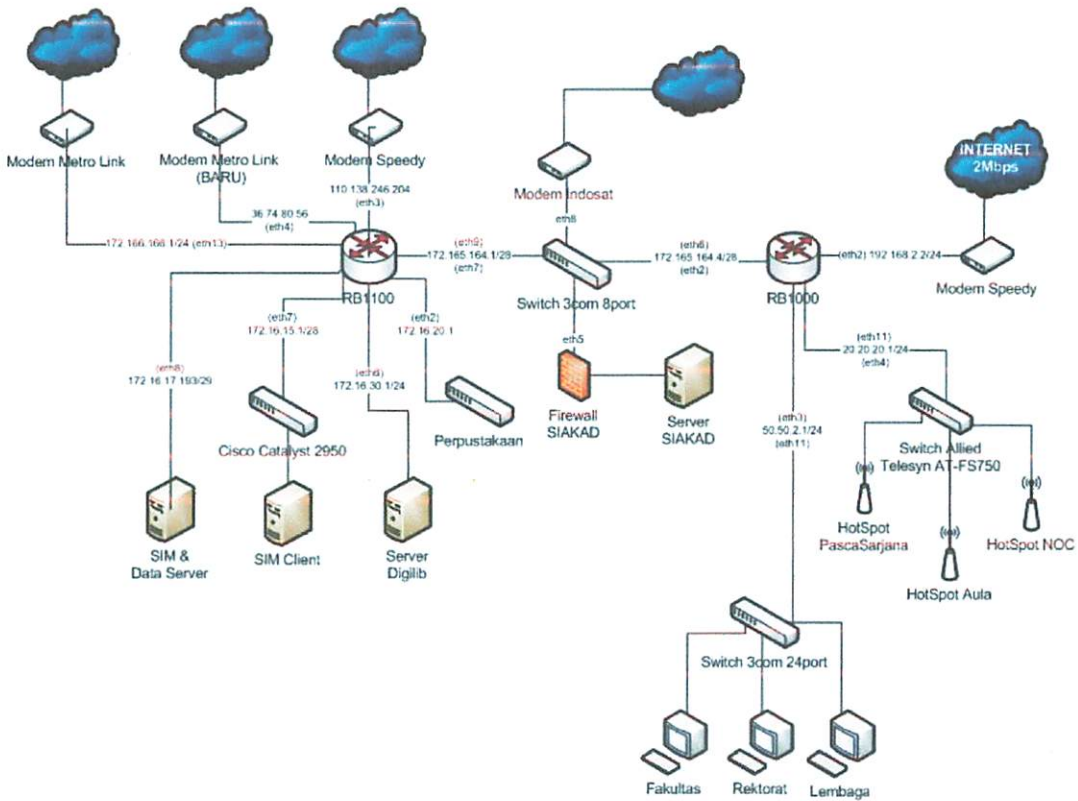 INTERNET
2Mbps
Modem Metro Link
Modem Metro Link
(BARU)
Modem Speedy
Modem Indosat
110.138.246.204
(eth3)
36.74.80.56
(eth4)
172.166.168.1/24 (eth13)
eth8
(eth9)
172.165.164.1/28
(eth7)
(eth6)
172.165.164.4/28
(eth2)
(eth2) 192.168.2.2/24
Modem Speedy
RB1100
Switch 3com 8port
RB1000
(eth7)
172.16.15.1/28
(eth2)
172.16.20.1
(eth8)
172.16.17.193/29
(eth6)
172.16.30.1/24
eth5
(eth11)
20.20.20.1/24
(eth4)
Cisco Catalyst 2950
Perpustakaan
Firewall
SIAKAD
Server
SIAKAD
(eth3)
50.50.2.1/24
(eth11)
Switch Allied
Telesyn AT-FS750
SIM &
Data Server
SIM Client
Server
Digilib
HotSpot
PascaSarjana
HotSpot NOC
HotSpot Aula
Switch 3com 24port
Fakultas
Rektorat
Lembaga